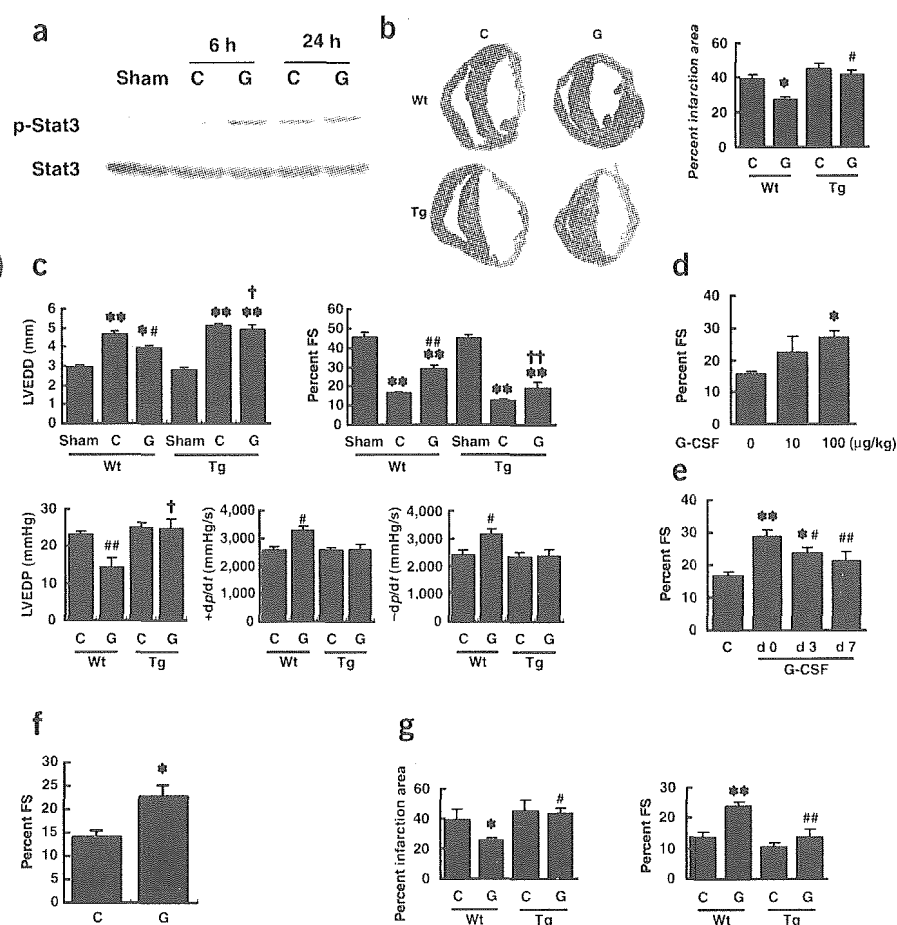 a
6 h 24 h
Sham C G C G
p-Stat3
Stat3
b
C G
Wt
Tg
Percent infarction area
60
40
20
0
*
#
C G C G
Wt Tg
c
LVEDD (mm)
6
5
4
3
2
1
0
**
*#
**
†
**
Sham C G Sham C G
Wt Tg
Percent FS
60
50
40
30
20
10
0
**
##
**
**
††
**
Sham C G Sham C G
Wt Tg
d
Percent FS
40
30
20
10
0
*
G-CSF 0 10 100 (µg/kg)
LVEDP (mmHg)
30
20
10
0
##
†
C G C G
Wt Tg
+dp/dt (mmHg/s)
4,000
3,000
2,000
1,000
0
#
C G C G
Wt Tg
−dp/dt (mmHg/s)
4,000
3,000
2,000
1,000
0
#
C G C G
Wt Tg
e
Percent FS
40
30
20
10
0
**
*#
##
C d 0 d 3 d 7
G-CSF
f
Percent FS
30
25
20
15
10
5
0
*
C G
g
Percent infarction area
60
40
20
0
*
#
C G C G
Wt Tg
Percent FS
30
20
10
0
**
##
C G C G
Wt Tg